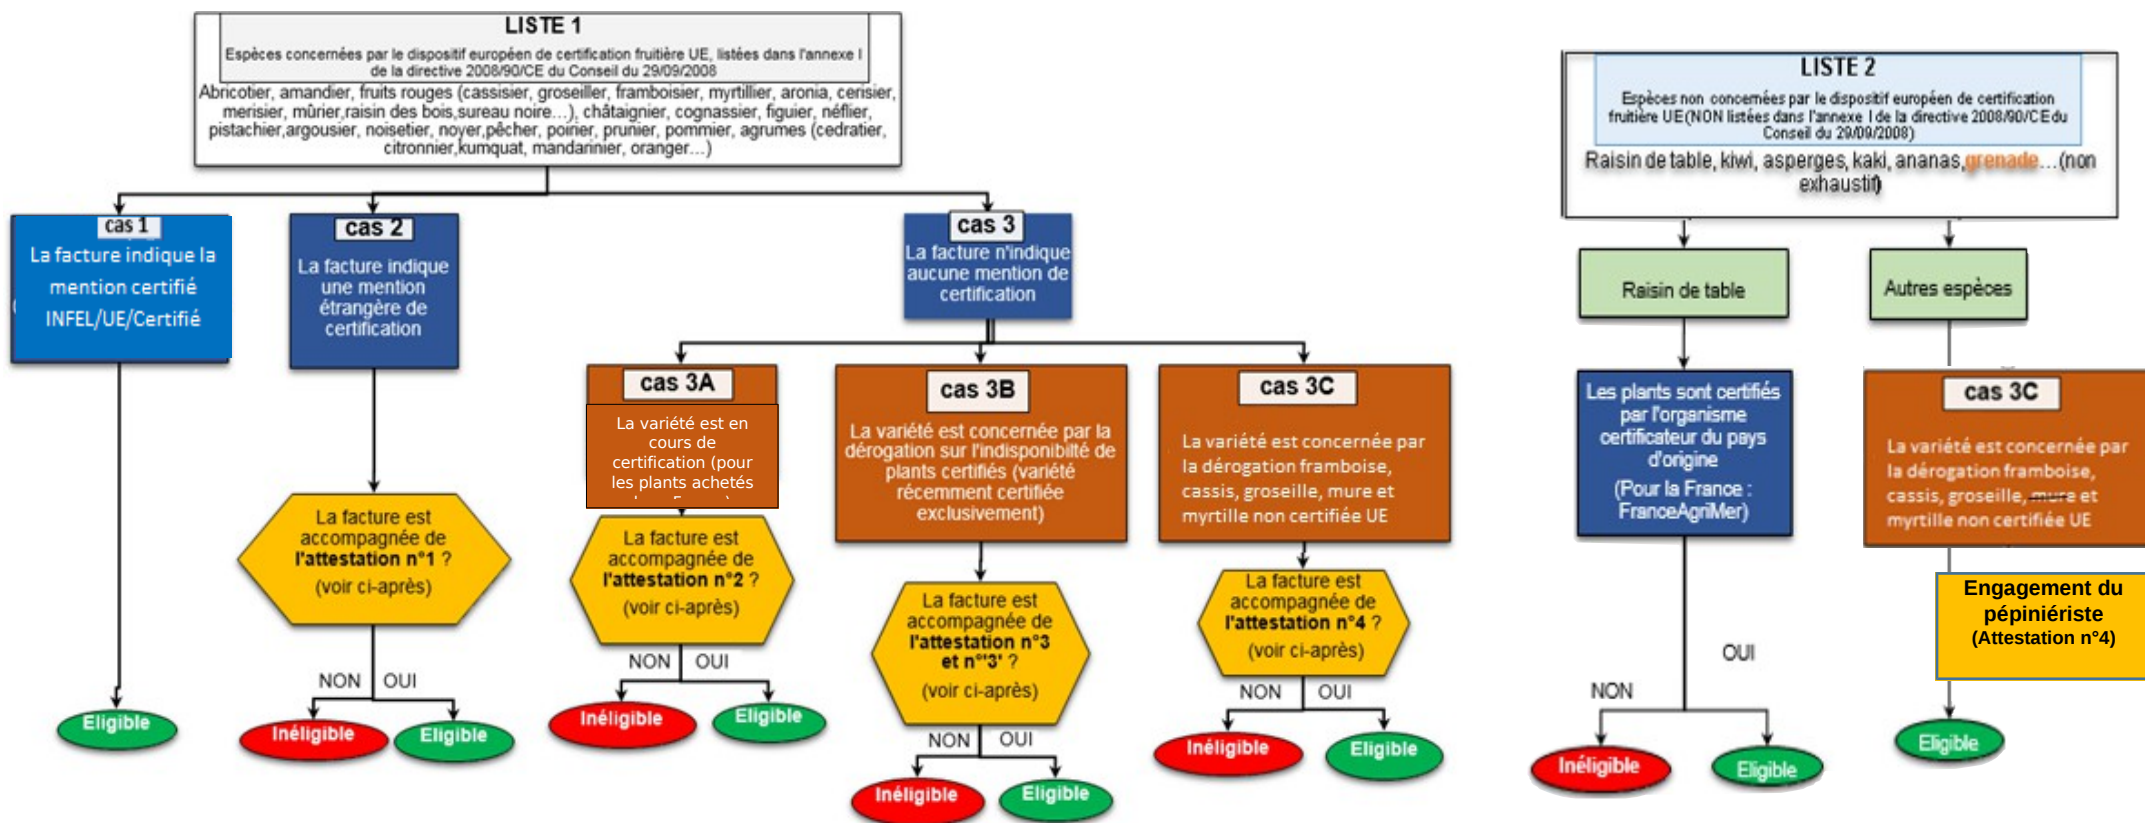 LISTE 1
Espèces concernées par le dispositif européen de certification fruitière UE, listées dans l'annexe I
de la directive 2008/90/CE du Conseil du 29/09/2008
Abricotier, amandier, fruits rouges (cassisier, groseiller, framboisier, myrtillier, aronia, cerisier,
merisier, mûrier,raisin des bois,sureau noire...), châtaignier, cognassier, figuier, néflier,
pistachier,argousier, noisetier, noyer,pêcher, poirier, prunier, pommier, agrumes (cedratier,
citronnier,kumquat, mandarinier, oranger...)
cas 1
La facture indique la
mention certifié
INFEL/UE/Certifié
Eligible
cas 2
La facture indique
une mention
étrangère de
certification
La facture est
accompagnée de
l'attestation n°1 ?
(voir ci-après)
NON OUI
Inéligible Eligible
cas 3
La facture n'indique
aucune mention de
certification
cas 3A
La variété est en
cours de
certification (pour
les plants achetés
La facture est
accompagnée de
l'attestation n°2 ?
(voir ci-après)
NON OUI
Inéligible Eligible
cas 3B
La variété est concernée par la
dérogation sur l'indisponibilté de
plants certifiés (variété
récemment certifiée
exclusivement)
La facture est
accompagnée de
l'attestation n°3
et n°'3' ?
(voir ci-après)
NON OUI
Inéligible Eligible
cas 3C
La variété est concernée par
la dérogation framboise,
cassis, groseille, mure et
myrtille non certifiée UE
La facture est
accompagnée de
l'attestation n°4 ?
(voir ci-après)
NON OUI
Inéligible Eligible
LISTE 2
Espèces non concernées par le dispositif européen de certification
fruitière UE(NON listées dans l'annexe I de la directive 2008/90/CE du
Conseil du 29/09/2008)
Raisin de table, kiwi, asperges, kaki, ananas,grenade...(non
exhaustif)
Raisin de table
Les plants sont certifiés
par l'organisme
certificateur du pays
d'origine
(Pour la France :
FranceAgriMer)
NON OUI
Inéligible Eligible
Autres espèces
cas 3C
La variété est concernée par
la dérogation framboise,
cassis, groseille, mure et
myrtille non certifiée UE
Engagement du
pépiniériste
(Attestation n°4)
Eligible